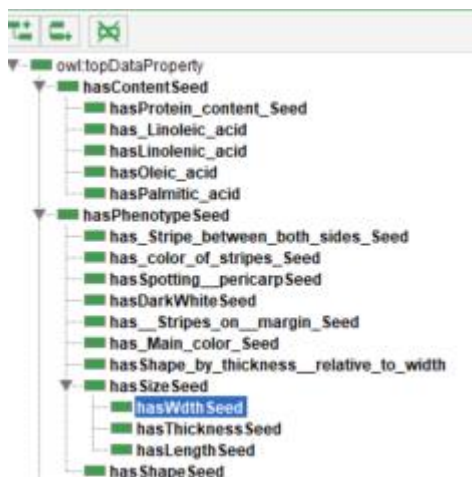 owl:topDataProperty
hasContentSeed
hasProtein_content_Seed
has_Linoleic_acid
hasLinolenic_acid
hasOleic_acid
hasPalmitic_acid
hasPhenotypeSeed
has_Stripe_between_both_sides_Seed
has_color_of_stripes_Seed
hasSpotting__pericarpSeed
hasDarkWhiteSeed
has__Stripes_on__margin_Seed
has_Main_color_Seed
hasShape_by_thickness__relative_to_width
hasSizeSeed
hasWdthSeed
hasThicknessSeed
hasLengthSeed
hasShapeSeed